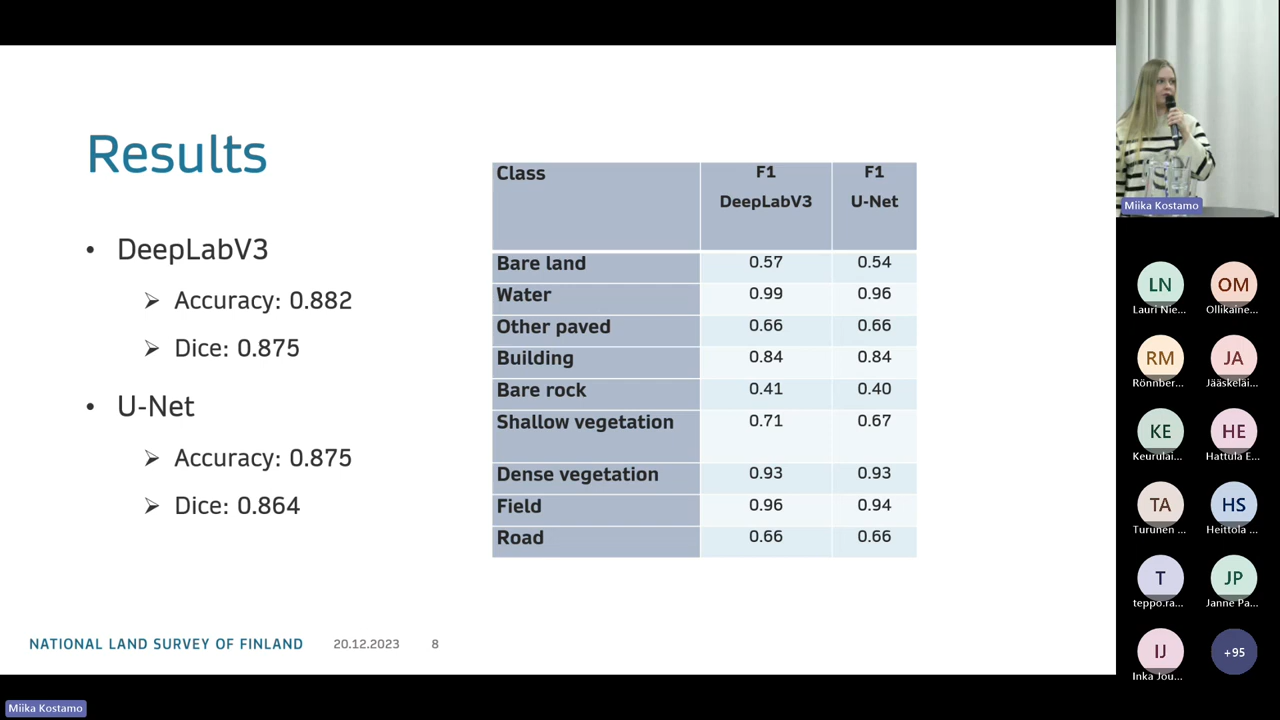 Results
• DeepLabV3
➢ Accuracy: 0.882
➢ Dice: 0.875
• U-Net
➢ Accuracy: 0.875
➢ Dice: 0.864
Class F1 DeepLabV3 F1 U-Net
Bare land 0.57 0.54
Water 0.99 0.96
Other paved 0.66 0.66
Building 0.84 0.84
Bare rock 0.41 0.40
Shallow vegetation 0.71 0.67
Dense vegetation 0.93 0.93
Field 0.96 0.94
Road 0.66 0.66
NATIONAL LAND SURVEY OF FINLAND 20.12.2023 8
Miika Kostamo
Miika Kostamo
LN OM
Lauri Nie... Ollikaine...
RM JA
Rönnber... Jääskeläi...
KE HE
Keurulai... Hattula E...
TA HS
Turunen ... Heittola ...
T JP
teppo.ra... Janne Pa...
IJ +95
Inka Jou...